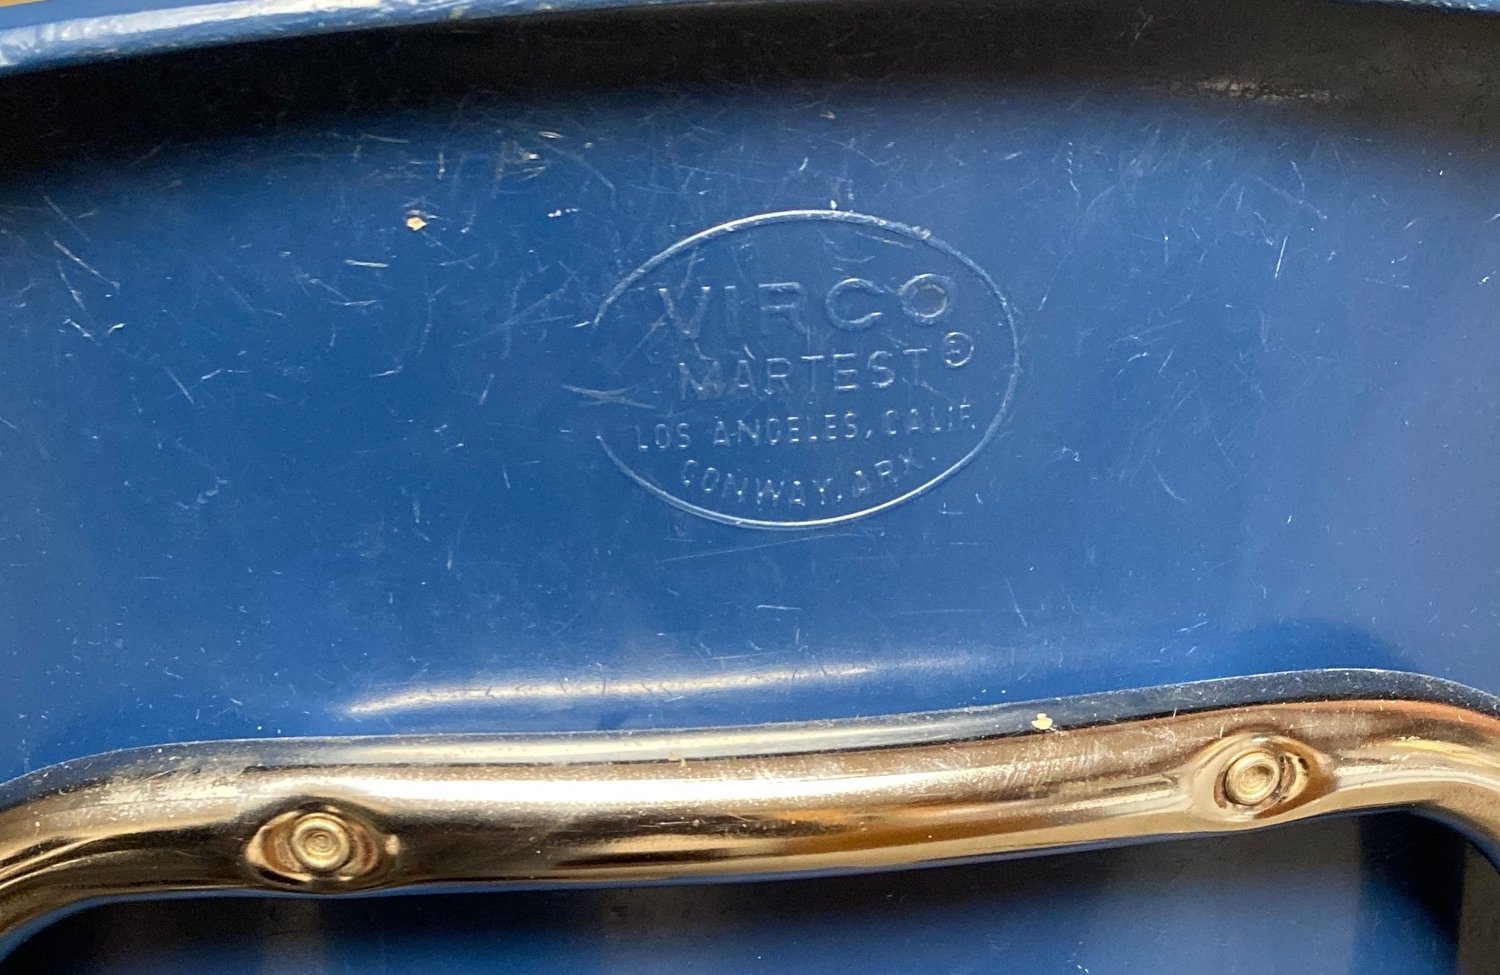 VIRCO
MARTEST®
LOS ANGELES, CALIF.
CONWAY, ARK.